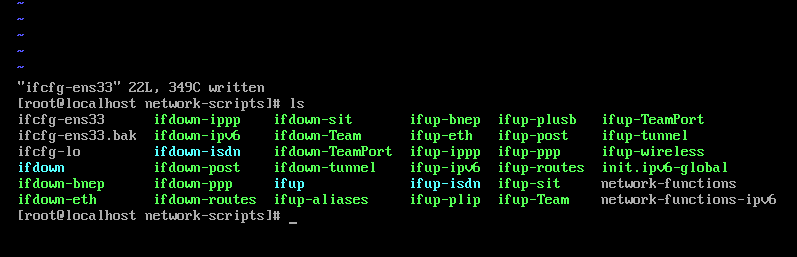 ~
~
~
~
~
"ifcfg-ens33" 22L, 349C written
[root@localhost network-scripts]# ls
ifcfg-ens33 ifdown-ippp ifdown-sit ifup-bnep ifup-plusb ifup-TeamPort
ifcfg-ens33.bak ifdown-ipv6 ifdown-Team ifup-eth ifup-post ifup-tunnel
ifcfg-lo ifdown-isdn ifdown-TeamPort ifup-ippp ifup-ppp ifup-wireless
ifdown ifdown-post ifdown-tunnel ifup-ipv6 ifup-routes init.ipv6-global
ifdown-bnep ifdown-ppp ifup ifup-isdn ifup-sit network-functions
ifdown-eth ifdown-routes ifup-aliases ifup-plip ifup-Team network-functions-ipv6
[root@localhost network-scripts]# _